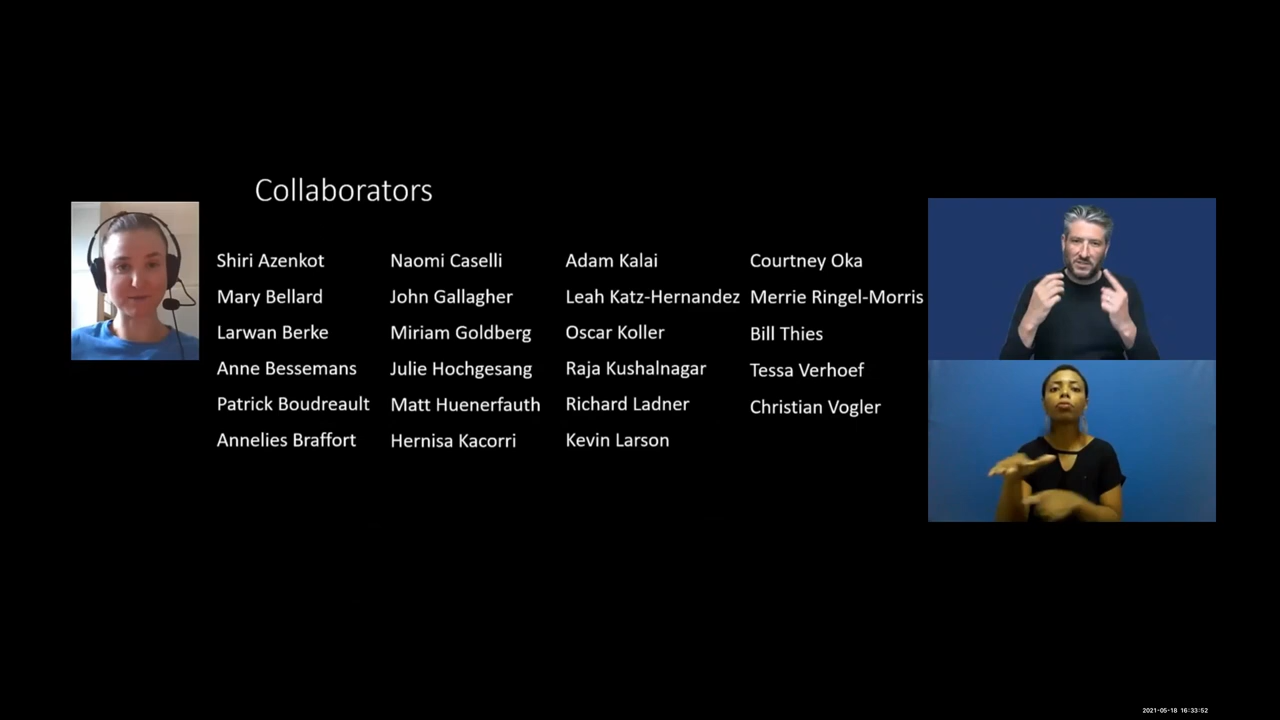 Collaborators
Shiri Azenkot
Mary Bellard
Larwan Berke
Anne Bessemans
Patrick Boudreault
Annelies Braffort
Naomi Caselli
John Gallagher
Miriam Goldberg
Julie Hochgesang
Matt Huenerfauth
Hernisa Kacorri
Adam Kalai
Leah Katz-Hernandez
Oscar Koller
Raja Kushalnagar
Richard Ladner
Kevin Larson
Courtney Oka
Merrie Ringel-Morris
Bill Thies
Tessa Verhoef
Christian Vogler
2021-05-18 16:33:52